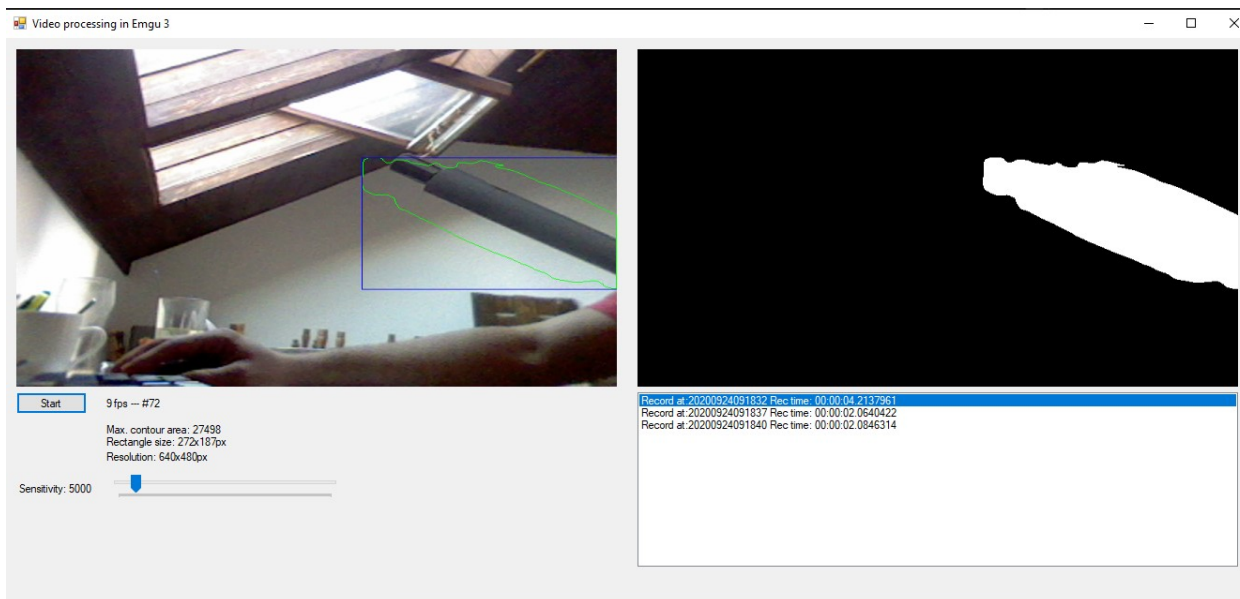 Video processing in Emgu 3
Start
9 fps --- #72
Max. contour area: 27498
Rectangle size: 272x187px
Resolution: 640x480px
Sensitivity: 5000
Record at:20200924091832 Rec time: 00:00:04.2137961
Record at:20200924091837 Rec time: 00:00:02.0640422
Record at:20200924091840 Rec time: 00:00:02.0846314